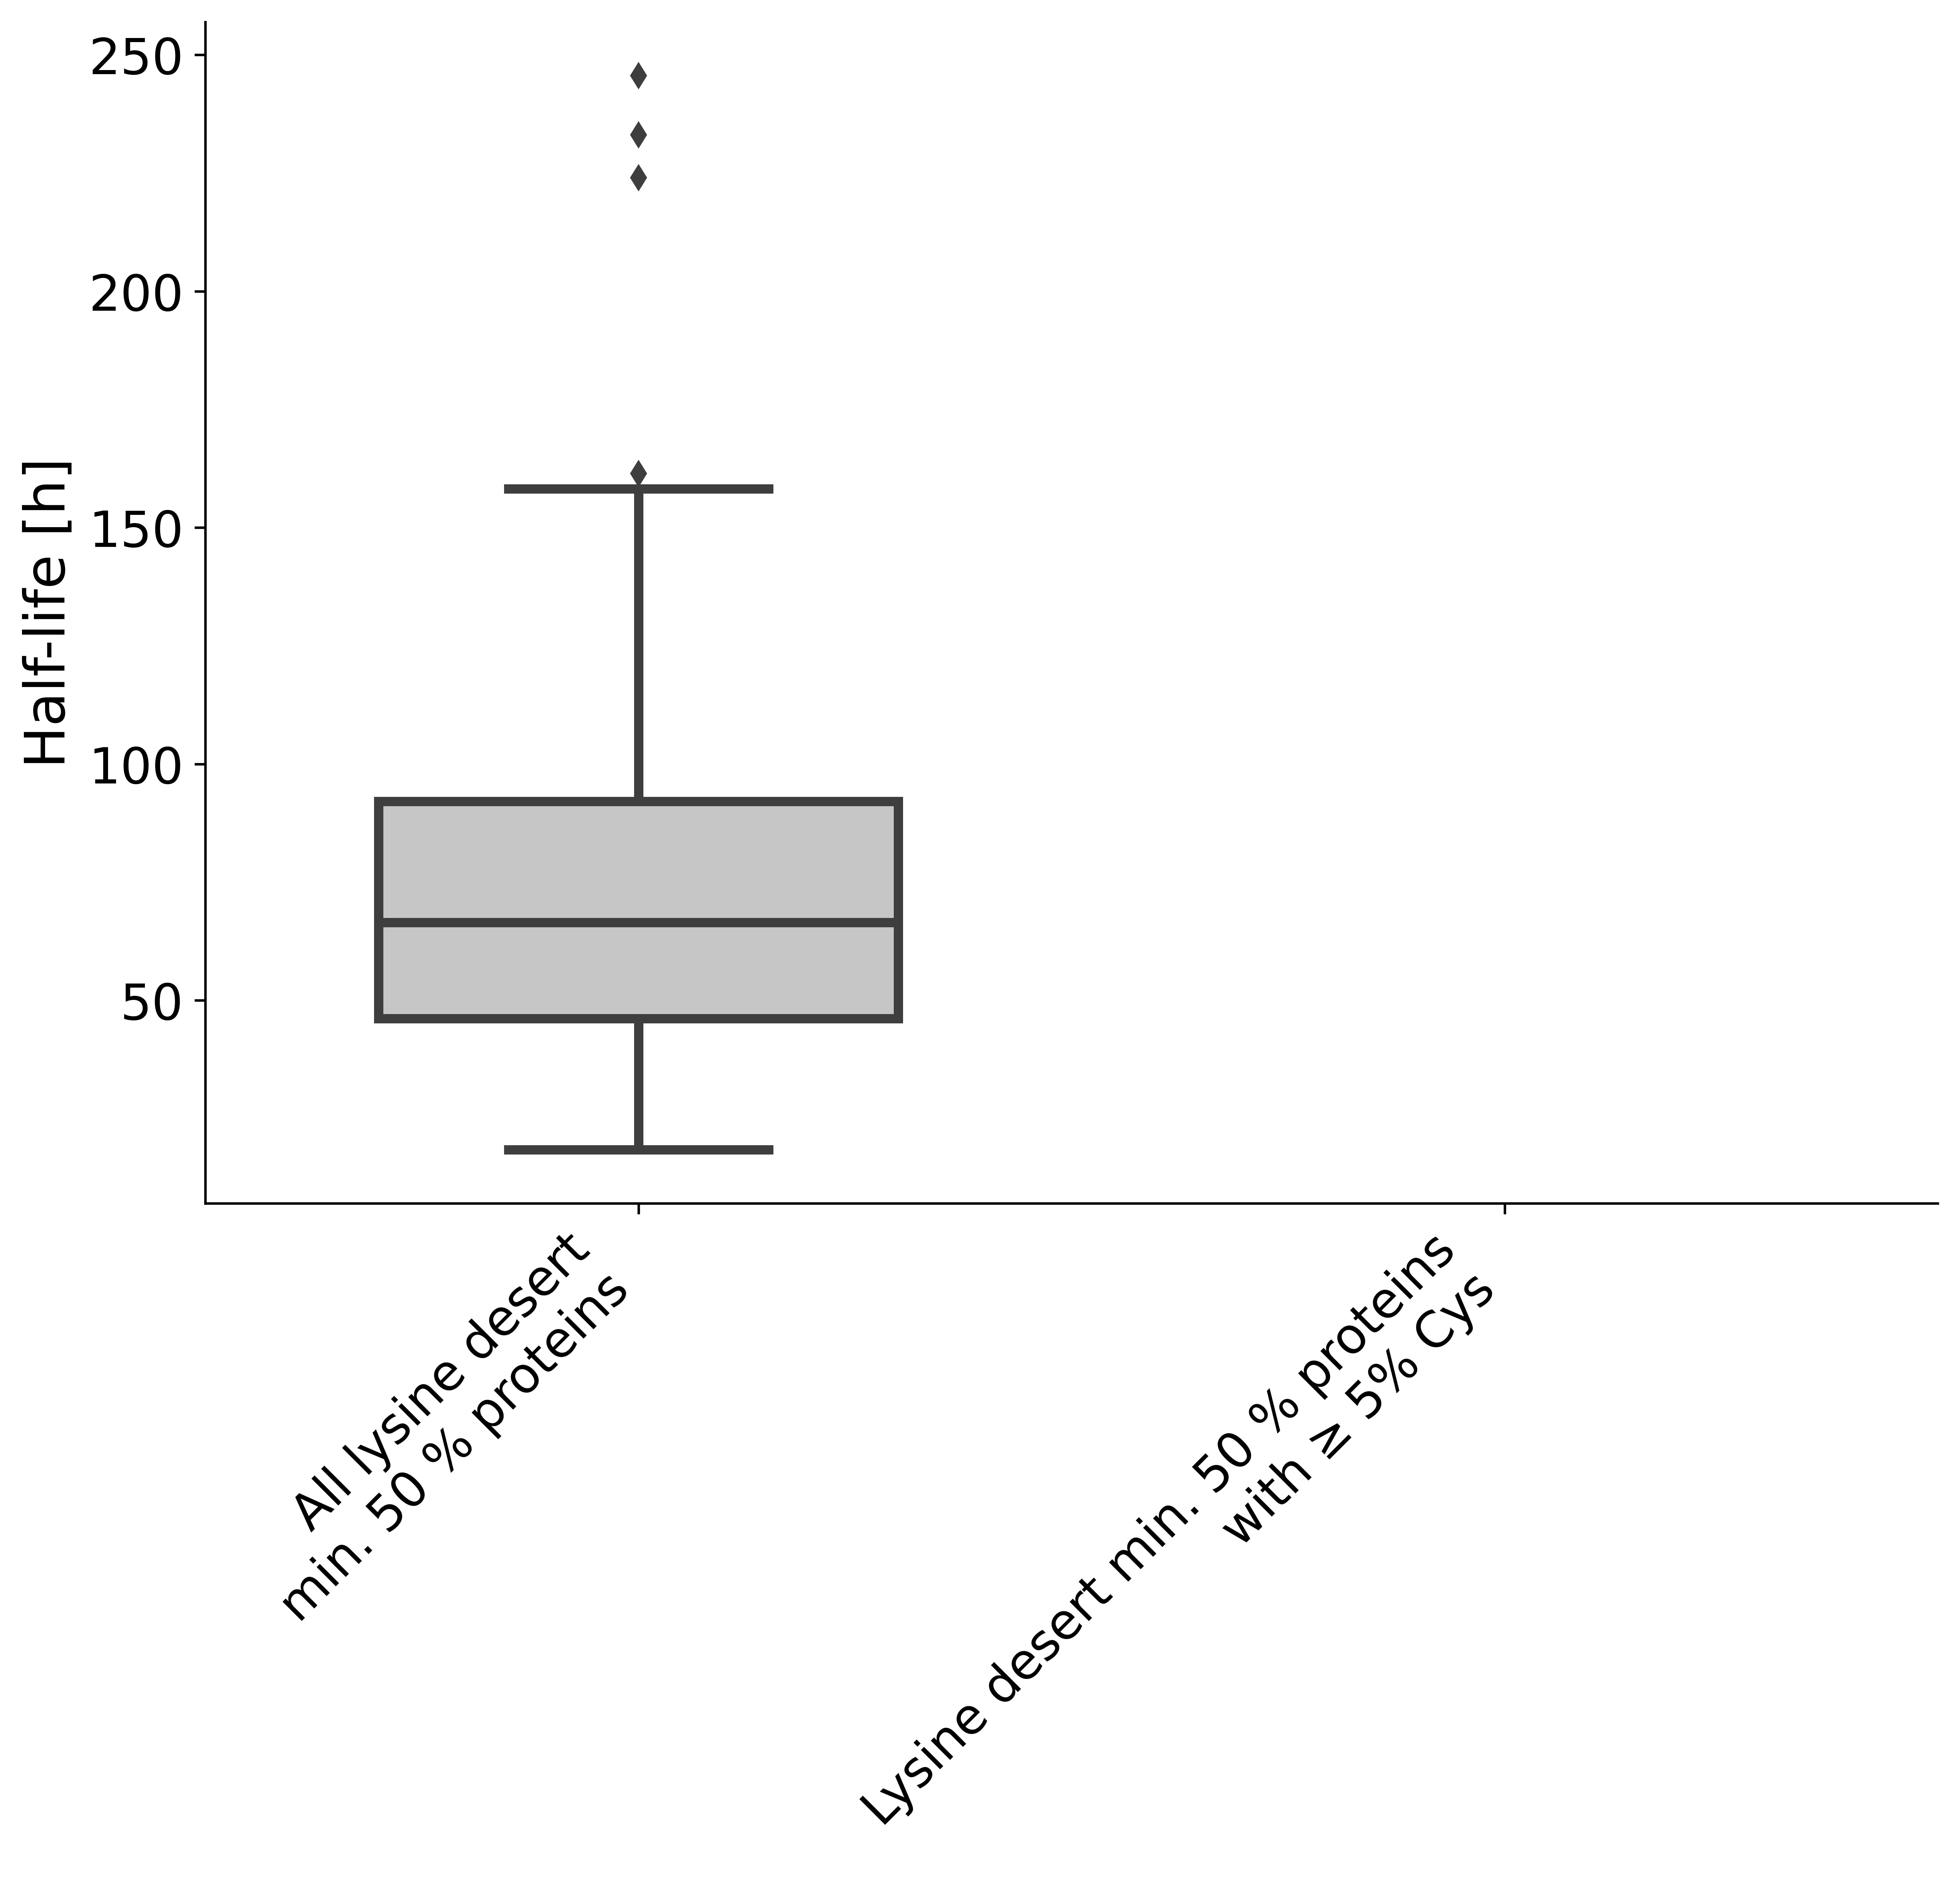 Half-life [h]
250
200
150
100
50
All lysine desert
min. 50 % proteins
Lysine desert min. 50 % proteins
with ≥ 5% Cys